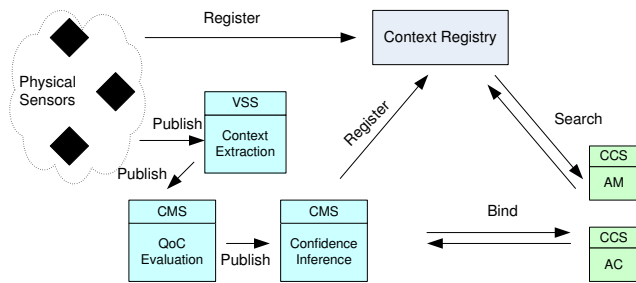 Register
Context Registry
Physical
Sensors
VSS
Publish
Context
Extraction
Register
Search
Publish
CCS
AM
CMS
QoC
Evaluation
Publish
CMS
Confidence
Inference
Bind
CCS
AC